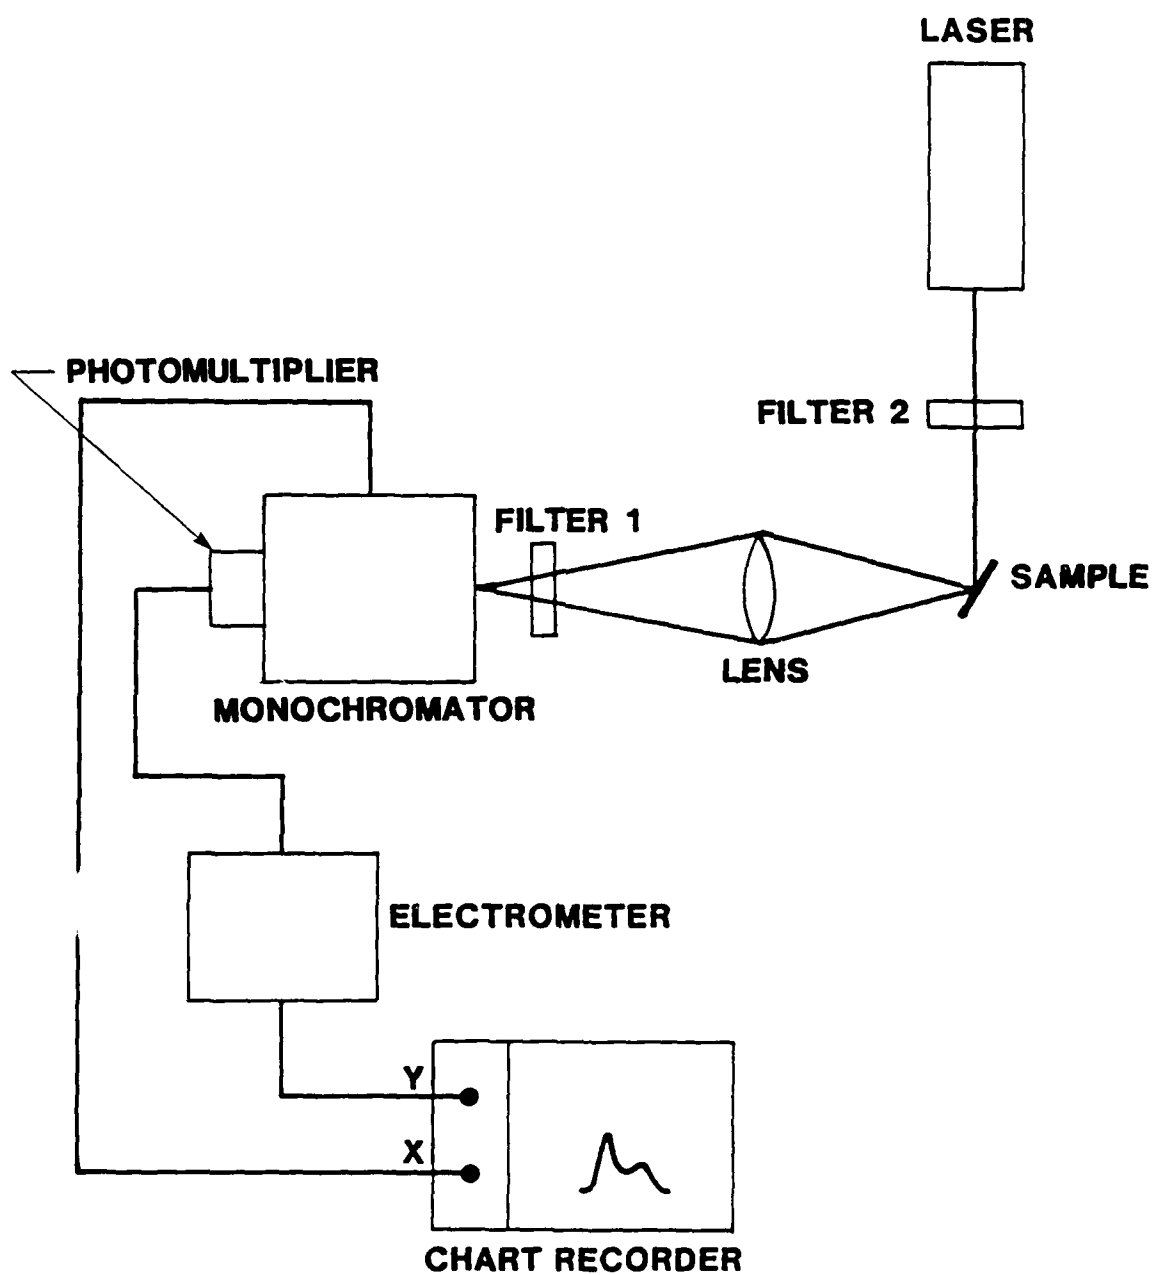 LASER
PHOTOMULTIPLIER
FILTER 2
FILTER 1
SAMPLE
LENS
MONOCHROMATOR
ELECTROMETER
Y
X
CHART RECORDER